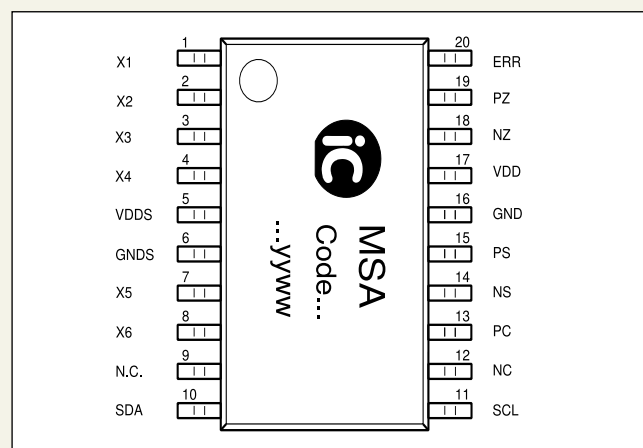 1
X1
2
X2
3
X3
4
X4
5
VDDS
6
GNDS
7
X5
8
X6
9
N.C.
10
SDA
iC
MSA
Code....
...yyww
20
ERR
19
PZ
18
NZ
17
VDD
16
GND
15
PS
14
NS
13
PC
12
NC
11
SCL